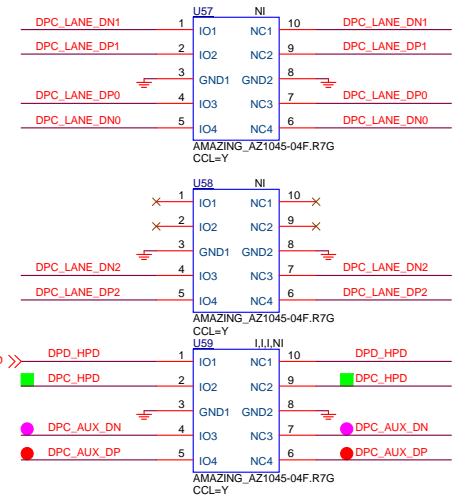 U57 NI
DPC_LANE_DN1 1 IO1 NC1 10 DPC_LANE_DN1
DPC_LANE_DP1 2 IO2 NC2 9 DPC_LANE_DP1
3 GND1 GND2 8
DPC_LANE_DP0 4 IO3 NC3 7 DPC_LANE_DP0
DPC_LANE_DN0 5 IO4 NC4 6 DPC_LANE_DN0
AMAZING_AZ1045-04F.R7G
CCL=Y
U58 NI
1 IO1 NC1 10
2 IO2 NC2 9
3 GND1 GND2 8
DPC_LANE_DN2 4 IO3 NC3 7 DPC_LANE_DN2
DPC_LANE_DP2 5 IO4 NC4 6 DPC_LANE_DP2
AMAZING_AZ1045-04F.R7G
CCL=Y
U59 I,I,I,NI
DPD_HPD 1 IO1 NC1 10 DPD_HPD
DPC_HPD 2 IO2 NC2 9 DPC_HPD
3 GND1 GND2 8
DPC_AUX_DN 4 IO3 NC3 7 DPC_AUX_DN
DPC_AUX_DP 5 IO4 NC4 6 DPC_AUX_DP
AMAZING_AZ1045-04F.R7G
CCL=Y